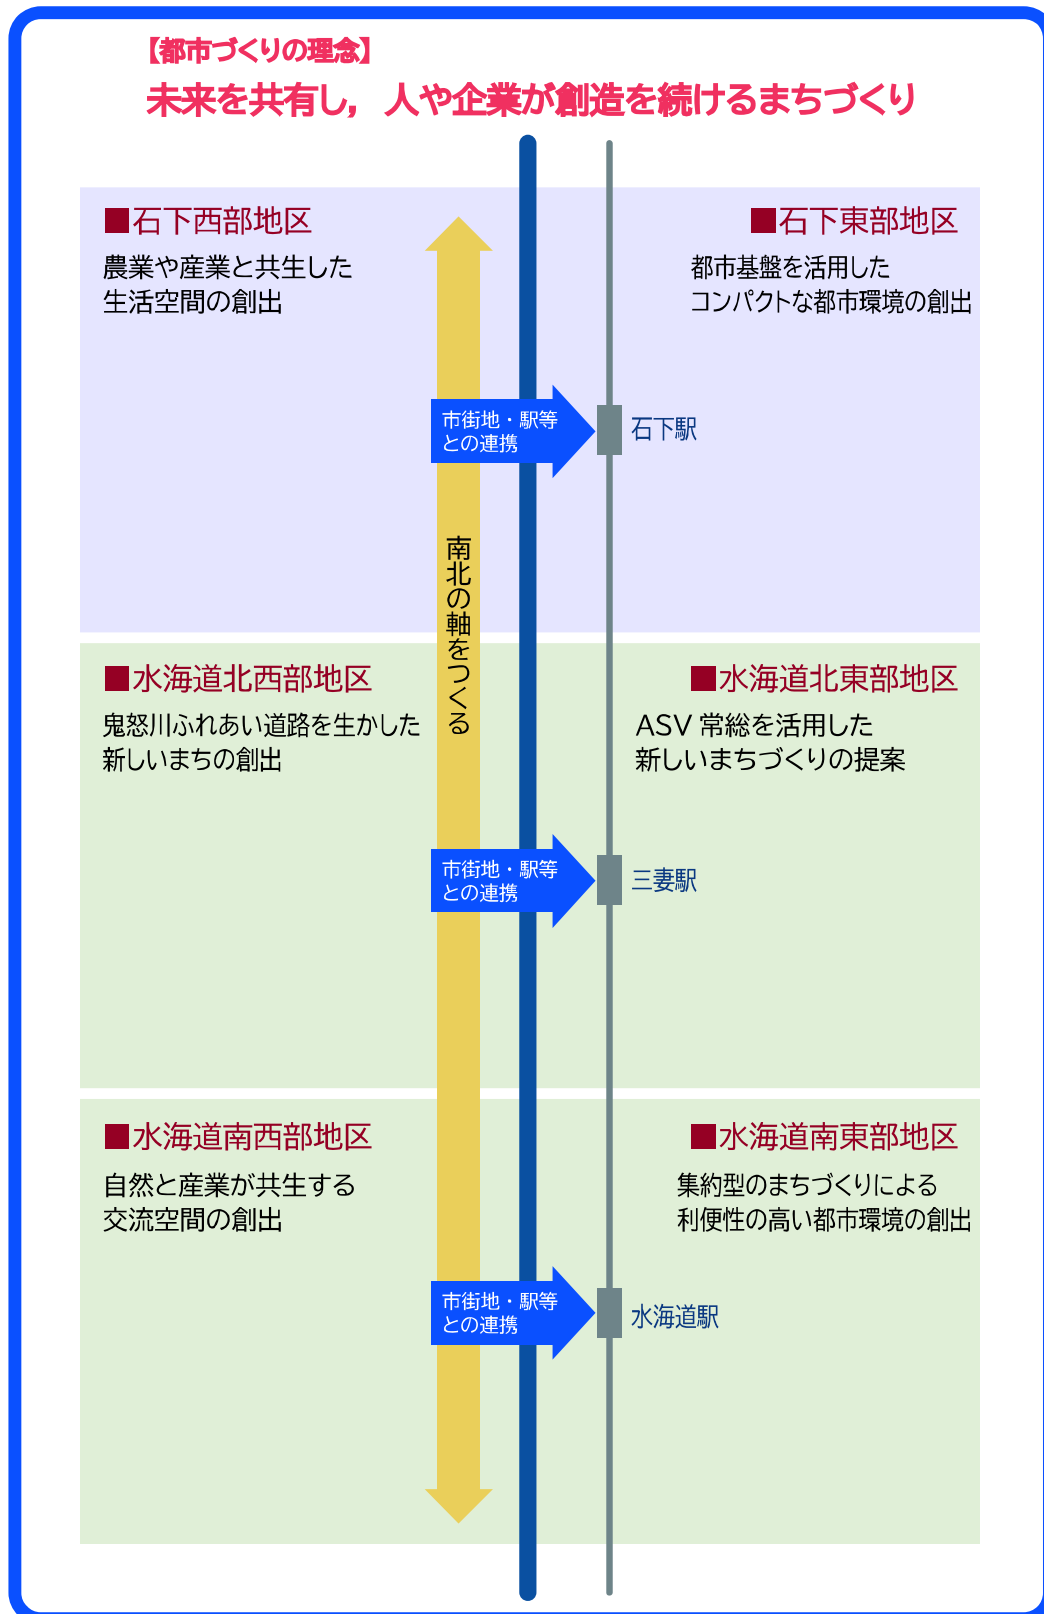 【都市づくりの理念】
未来を共有し，人や企業が創造を続けるまちづくり
■石下西部地区
農業や産業と共生した
生活空間の創出
■石下東部地区
都市基盤を活用した
コンパクトな都市環境の創出
市街地・駅等
との連携
石下駅
南北の軸をつくる
■水海道北西部地区
鬼怒川ふれあい道路を生かした
新しいまちの創出
■水海道北東部地区
ASV 常総を活用した
新しいまちづくりの提案
市街地・駅等
との連携
三妻駅
■水海道南西部地区
自然と産業が共生する
交流空間の創出
■水海道南東部地区
集約型のまちづくりによる
利便性の高い都市環境の創出
市街地・駅等
との連携
水海道駅